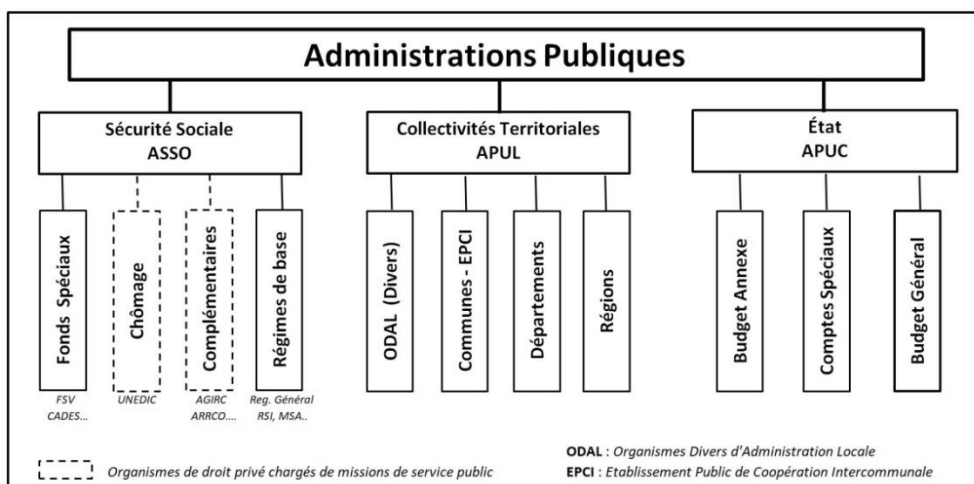 Administrations Publiques
Sécurité Sociale
ASSO
Collectivités Territoriales
APUL
État
APUC
Fonds Spéciaux
Chômage
Complémentaires
Régimes de base
ODAL (Divers)
Communes - EPCI
Départements
Régions
Budget Annexe
Comptes Spéciaux
Budget Général
FSV
CADES...
UNEDIC
AGIRC
ARRCO....
Reg. Général
RSI, MSA..
Organismes de droit privé chargés de missions de service public
ODAL : Organismes Divers d'Administration Locale
EPCI : Etablissement Public de Coopération Intercommunale